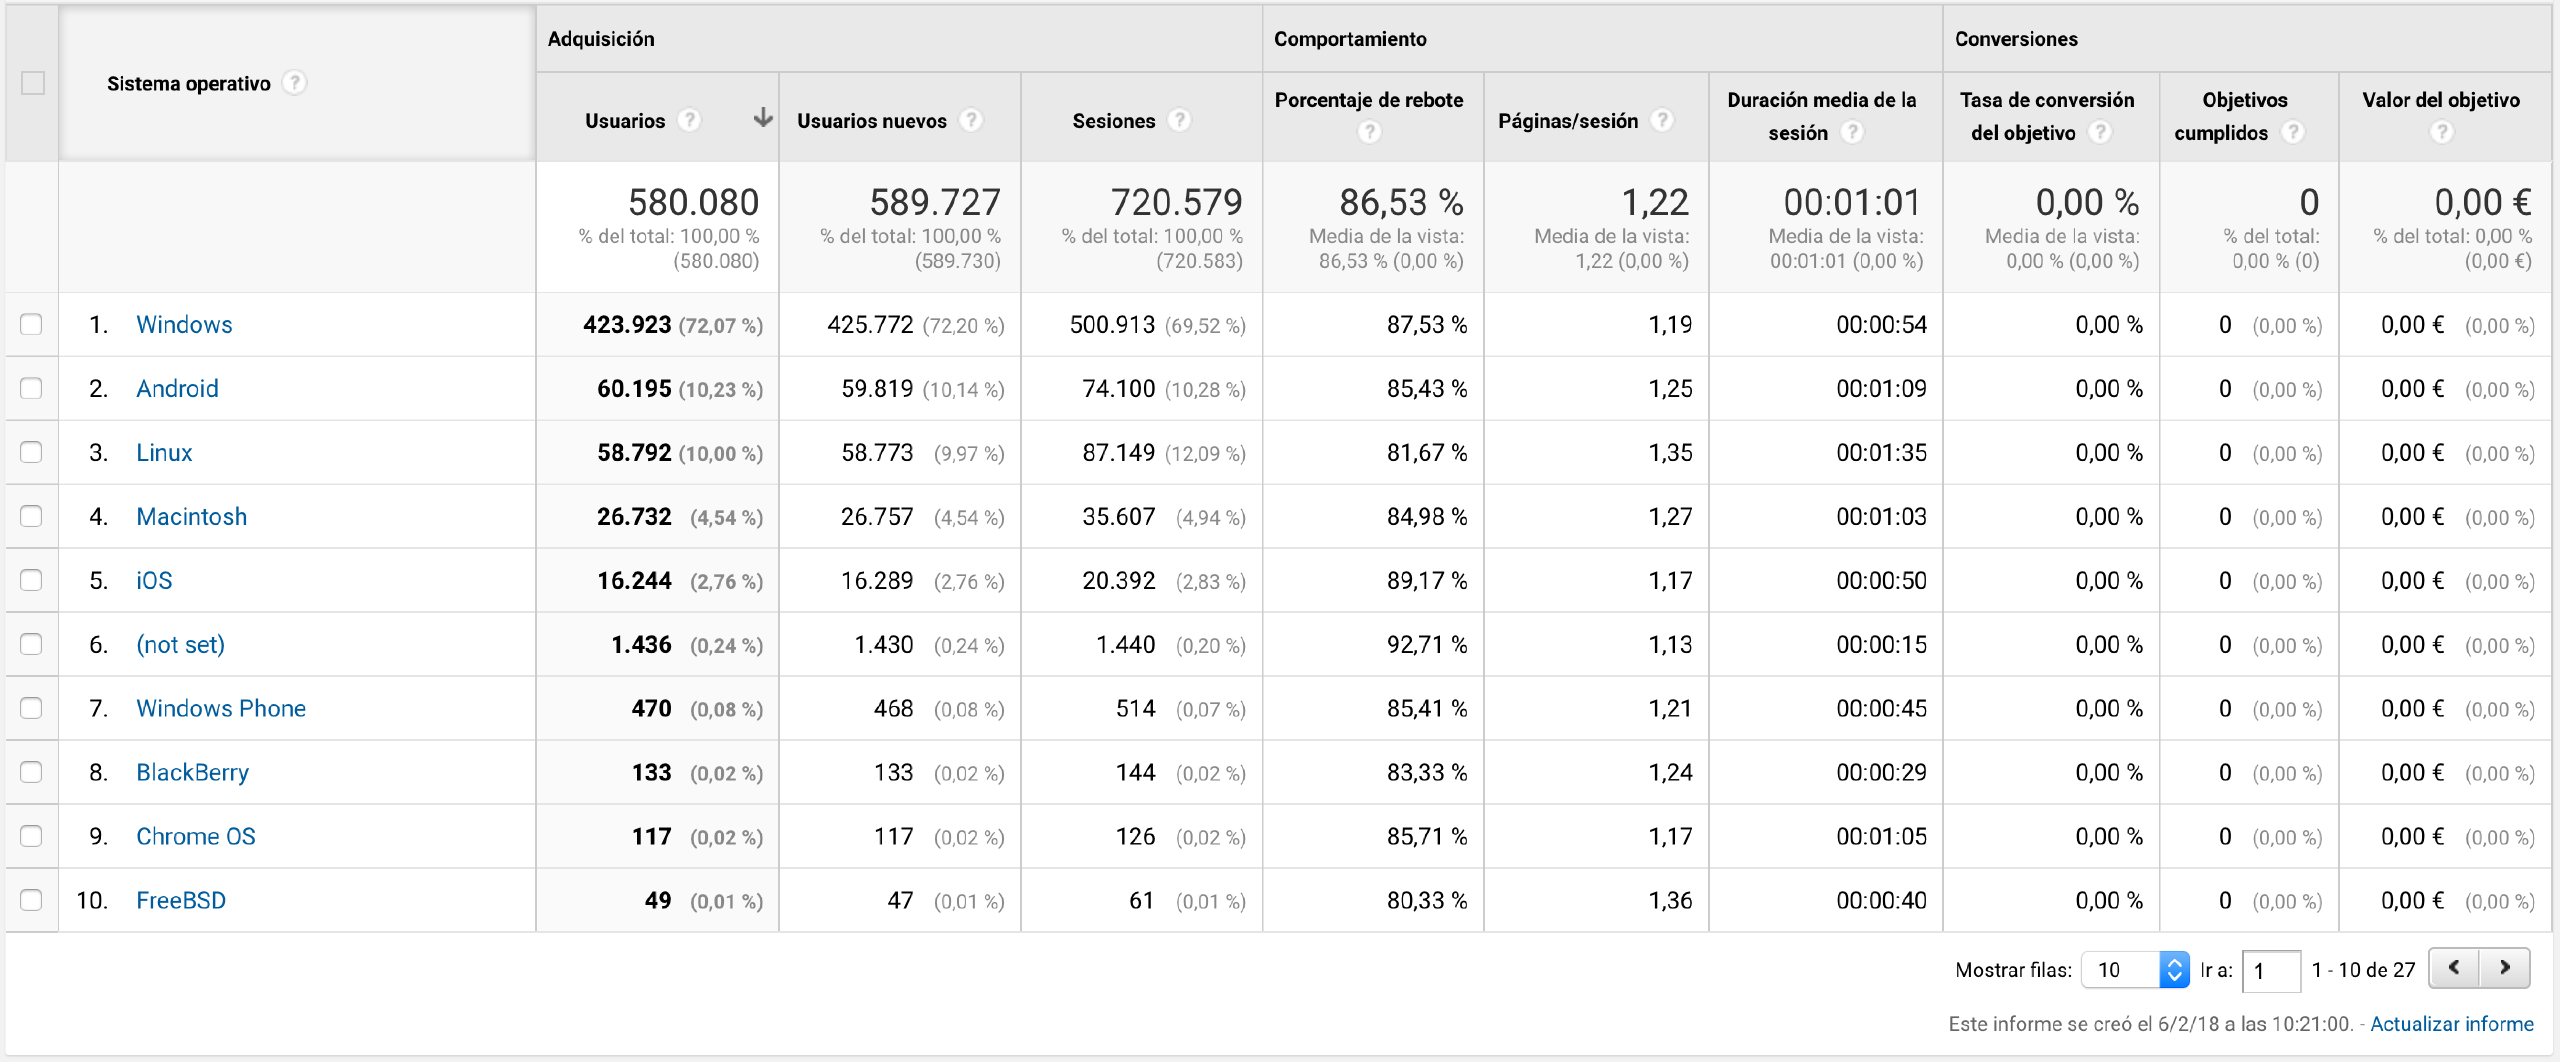 Adquisición Comportamiento Conversiones
Sistema operativo ?
Usuarios ? Usuarios nuevos ? Sesiones ? Porcentaje de rebote ? Páginas/sesión ? Duración media de la sesión ? Tasa de conversión del objetivo ? Objetivos cumplidos ? Valor del objetivo ?
580.080 589.727 720.579 86,53 % 1,22 00:01:01 0,00 % 0 0,00 €
% del total: 100,00 % % del total: 100,00 % % del total: 100,00 % Media de la vista: Media de la vista: Media de la vista: Media de la vista: % del total: % del total: 0,00 %
(580.080) (589.730) (720.583) 86,53 % (0,00 %) 1,22 (0,00 %) 00:01:01 (0,00 %) 0,00 % (0,00 %) 0,00 % (0) (0,00 €)
1. Windows 423.923 (72,07 %) 425.772 (72,20 %) 500.913 (69,52 %) 87,53 % 1,19 00:00:54 0,00 % 0 (0,00 %) 0,00 € (0,00 %)
2. Android 60.195 (10,23 %) 59.819 (10,14 %) 74.100 (10,28 %) 85,43 % 1,25 00:01:09 0,00 % 0 (0,00 %) 0,00 € (0,00 %)
3. Linux 58.792 (10,00 %) 58.773 (9,97 %) 87.149 (12,09 %) 81,67 % 1,35 00:01:35 0,00 % 0 (0,00 %) 0,00 € (0,00 %)
4. Macintosh 26.732 (4,54 %) 26.757 (4,54 %) 35.607 (4,94 %) 84,98 % 1,27 00:01:03 0,00 % 0 (0,00 %) 0,00 € (0,00 %)
5. iOS 16.244 (2,76 %) 16.289 (2,76 %) 20.392 (2,83 %) 89,17 % 1,17 00:00:50 0,00 % 0 (0,00 %) 0,00 € (0,00 %)
6. (not set) 1.436 (0,24 %) 1.430 (0,24 %) 1.440 (0,20 %) 92,71 % 1,13 00:00:15 0,00 % 0 (0,00 %) 0,00 € (0,00 %)
7. Windows Phone 470 (0,08 %) 468 (0,08 %) 514 (0,07 %) 85,41 % 1,21 00:00:45 0,00 % 0 (0,00 %) 0,00 € (0,00 %)
8. BlackBerry 133 (0,02 %) 133 (0,02 %) 144 (0,02 %) 83,33 % 1,24 00:00:29 0,00 % 0 (0,00 %) 0,00 € (0,00 %)
9. Chrome OS 117 (0,02 %) 117 (0,02 %) 126 (0,02 %) 85,71 % 1,17 00:01:05 0,00 % 0 (0,00 %) 0,00 € (0,00 %)
10. FreeBSD 49 (0,01 %) 47 (0,01 %) 61 (0,01 %) 80,33 % 1,36 00:00:40 0,00 % 0 (0,00 %) 0,00 € (0,00 %)
Mostrar filas: 10 Ir a: 1 1 - 10 de 27
Este informe se creó el 6/2/18 a las 10:21:00. - Actualizar informe